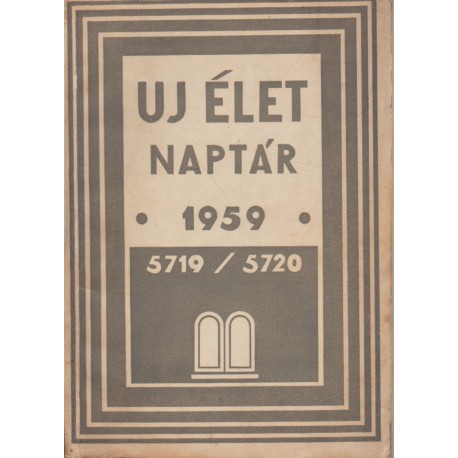 UJ ÉLET
NAPTÁR
• 1959 •
5719 / 5720